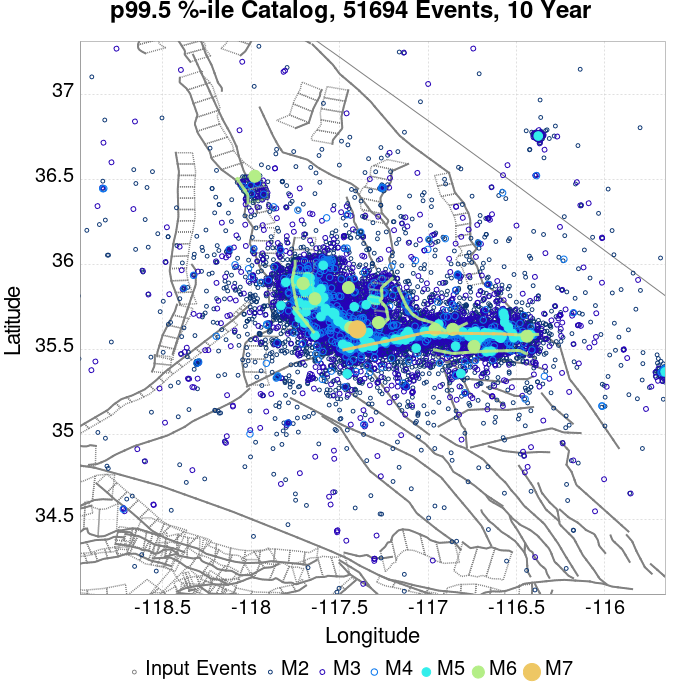 p99.5 %-ile Catalog, 51694 Events, 10 Year
37
36.5
36
35.5
35
34.5
Latitude
-118.5 -118 -117.5 -117 -116.5 -116
Longitude
Input Events M2 M3 M4 M5 M6 M7